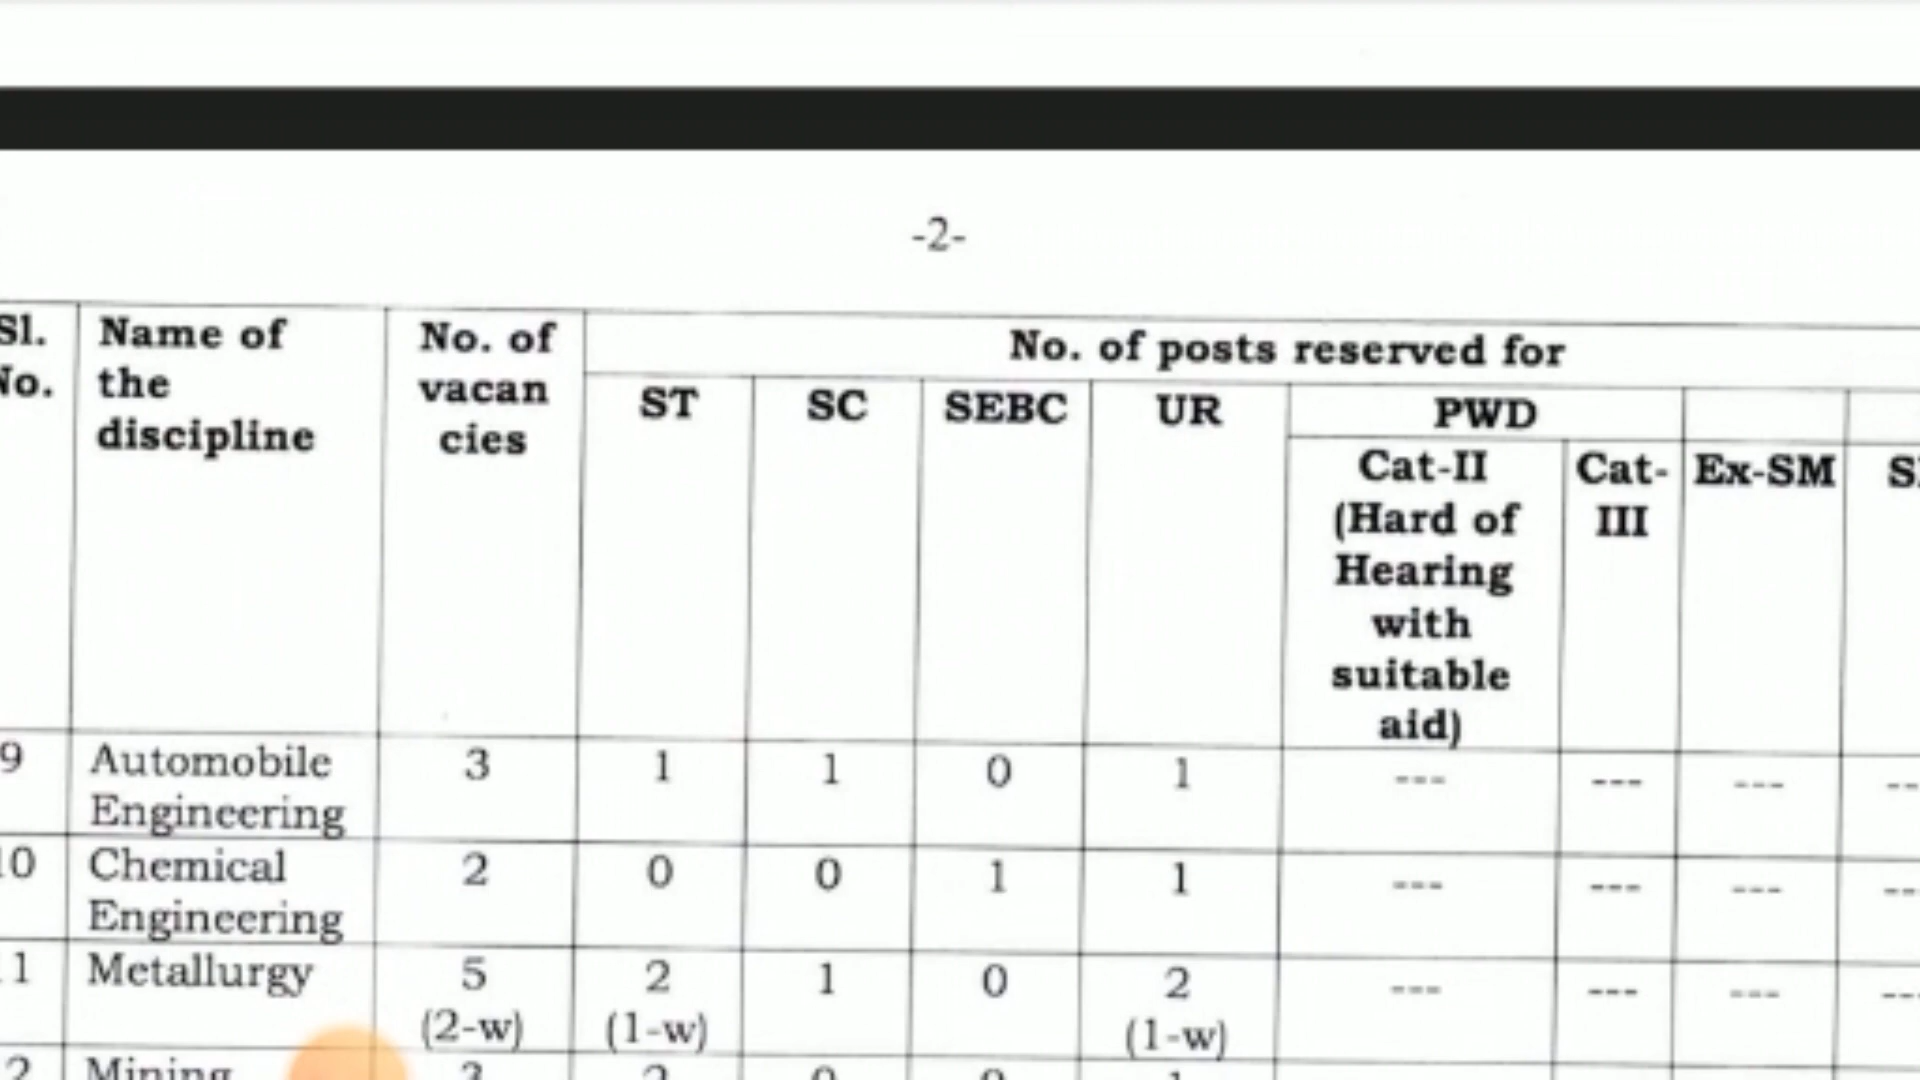 -2-
Sl. No.
Name of the discipline
No. of vacan cies
No. of posts reserved for
ST SC SEBC UR PWD
Cat-II (Hard of Hearing with suitable aid)
Cat-III
Ex-SM
9 Automobile Engineering 3 1 1 0 1 --- --- --- --
10 Chemical Engineering 2 0 0 1 1 --- --- --- --
11 Metallurgy 5 (2-w) 2 (1-w) 1 0 2 (1-w) --- --- --- ---
Mining